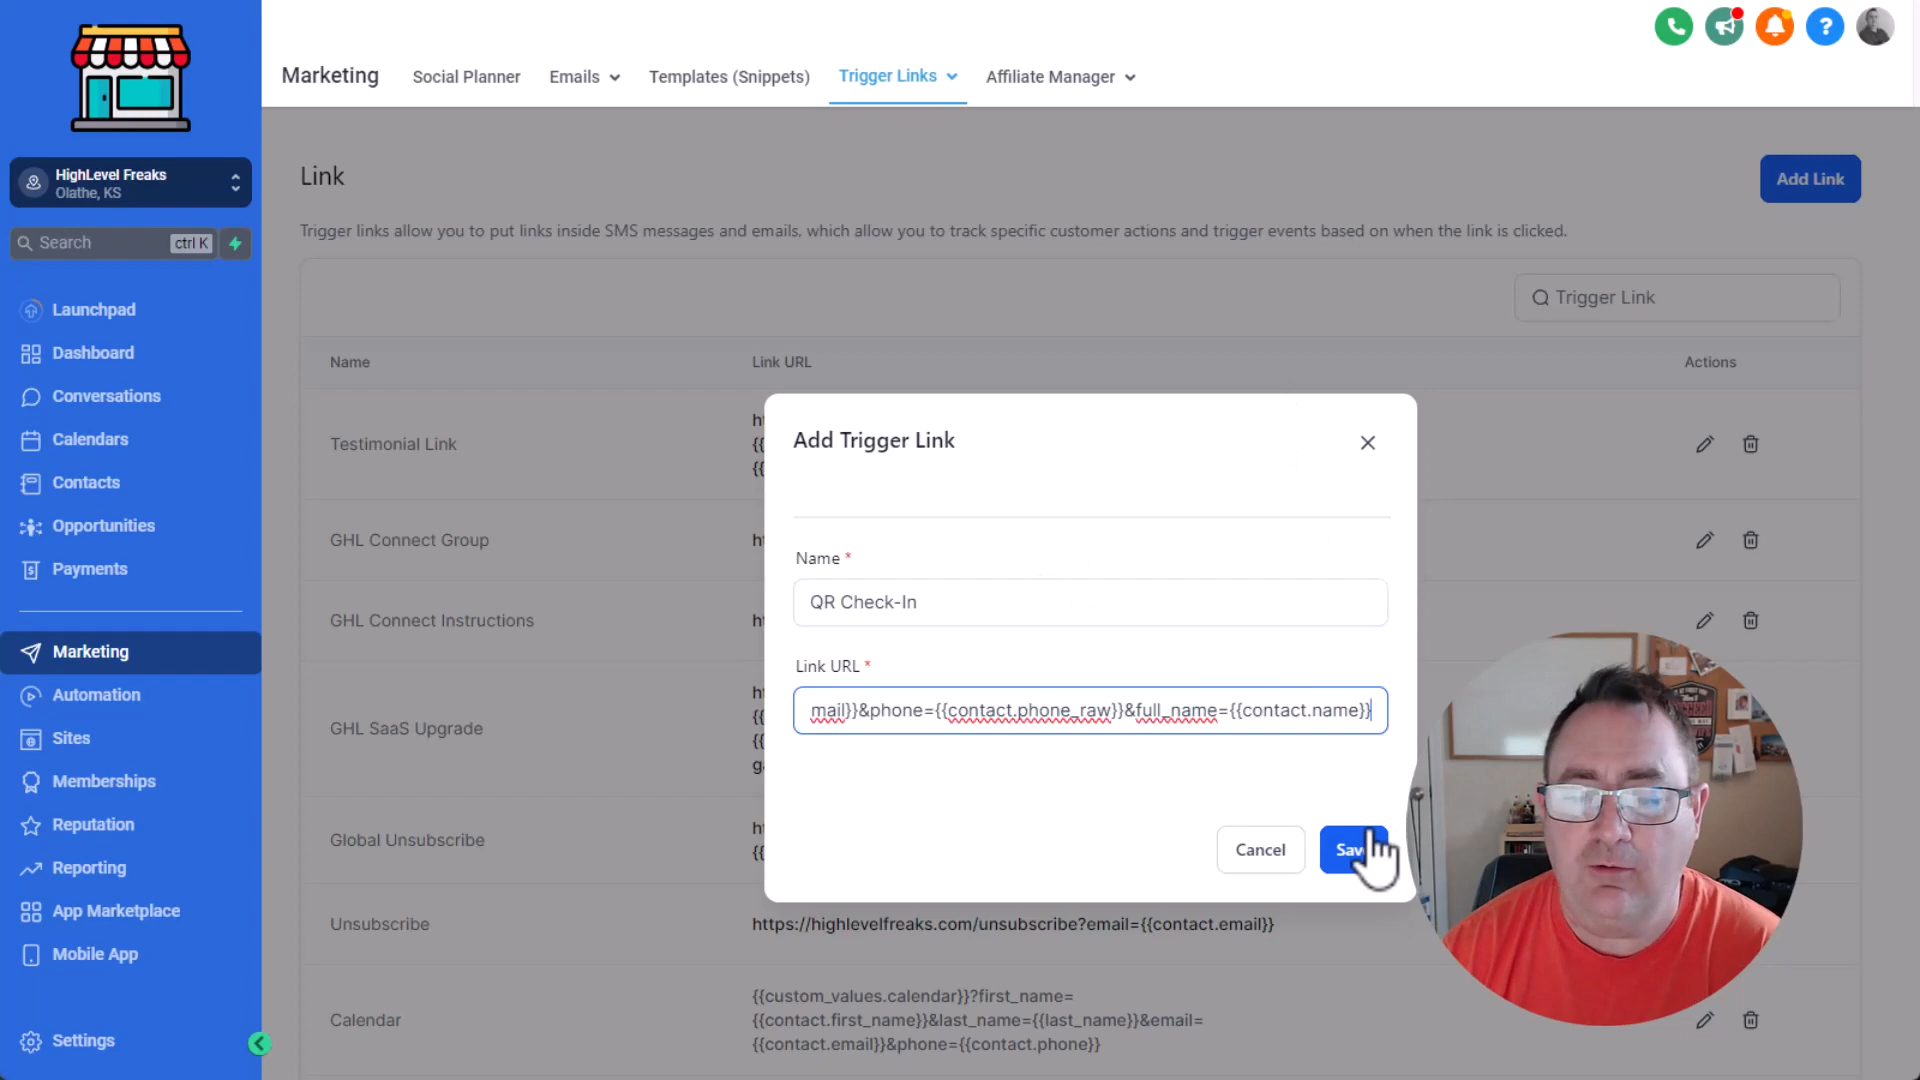 Marketing
Social Planner
Emails
Templates (Snippets)
Trigger Links
Affiliate Manager
?
HighLevel Freaks
Olathe, KS
Search
ctrl K
Launchpad
Dashboard
Conversations
Calendars
Contacts
Opportunities
Payments
Marketing
Automation
Sites
Memberships
Reputation
Reporting
App Marketplace
Mobile App
Settings
Link
Add Link
Trigger links allow you to put links inside SMS messages and emails, which allow you to track specific customer actions and trigger events based on when the link is clicked.
Trigger Link
Name
Link URL
Actions
Testimonial Link
GHL Connect Group
GHL Connect Instructions
GHL SaaS Upgrade
Global Unsubscribe
Unsubscribe
https://highlevelfreaks.com/unsubscribe?email={{contact.email}}
Calendar
{{custom_values.calendar}}?first_name=
{{contact.first_name}}&last_name={{last_name}}&email=
{{contact.email}}&phone={{contact.phone}}
Add Trigger Link
Name *
QR Check-In
Link URL *
mail}}&phone={{contact.phone_raw}}&full_name={{contact.name}}
Cancel